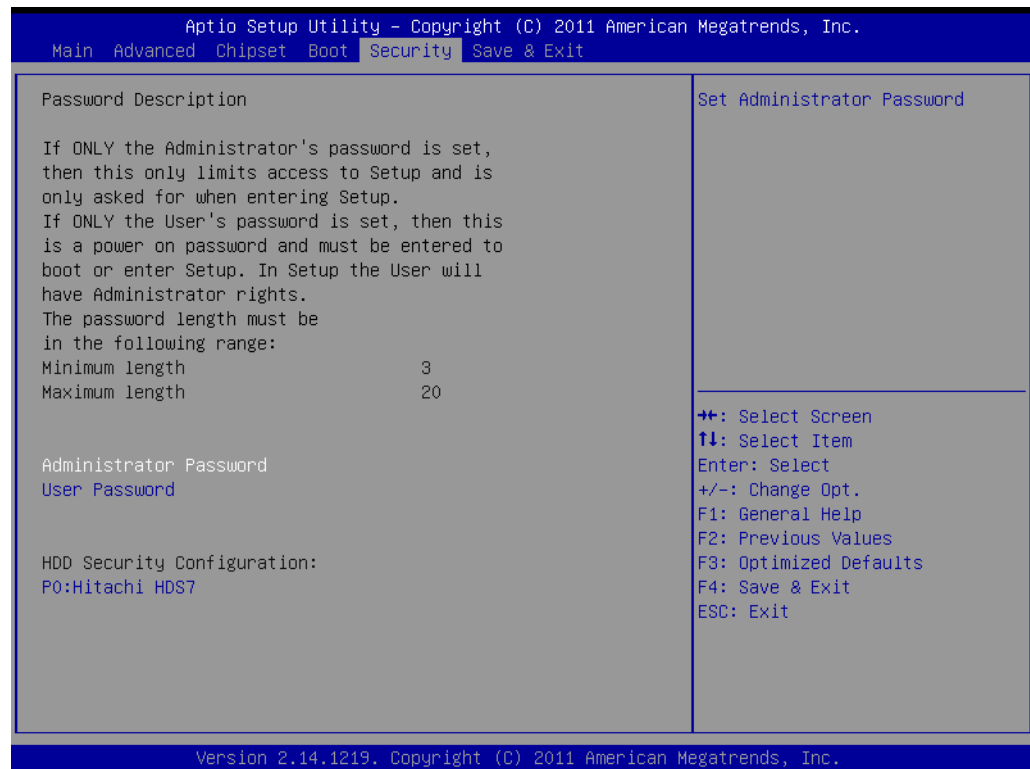 Aptio Setup Utility – Copyright (C) 2011 American Megatrends, Inc.
Main Advanced Chipset Boot Security Save & Exit
Password Description
If ONLY the Administrator's password is set,
then this only limits access to Setup and is
only asked for when entering Setup.
If ONLY the User's password is set, then this
is a power on password and must be entered to
boot or enter Setup. In Setup the User will
have Administrator rights.
The password length must be
in the following range:
Minimum length 3
Maximum length 20
Administrator Password
User Password
HDD Security Configuration:
P0:Hitachi HDS7
Set Administrator Password
→←: Select Screen
↑↓: Select Item
Enter: Select
+/-: Change Opt.
F1: General Help
F2: Previous Values
F3: Optimized Defaults
F4: Save & Exit
ESC: Exit
Version 2.14.1219. Copyright (C) 2011 American Megatrends, Inc.